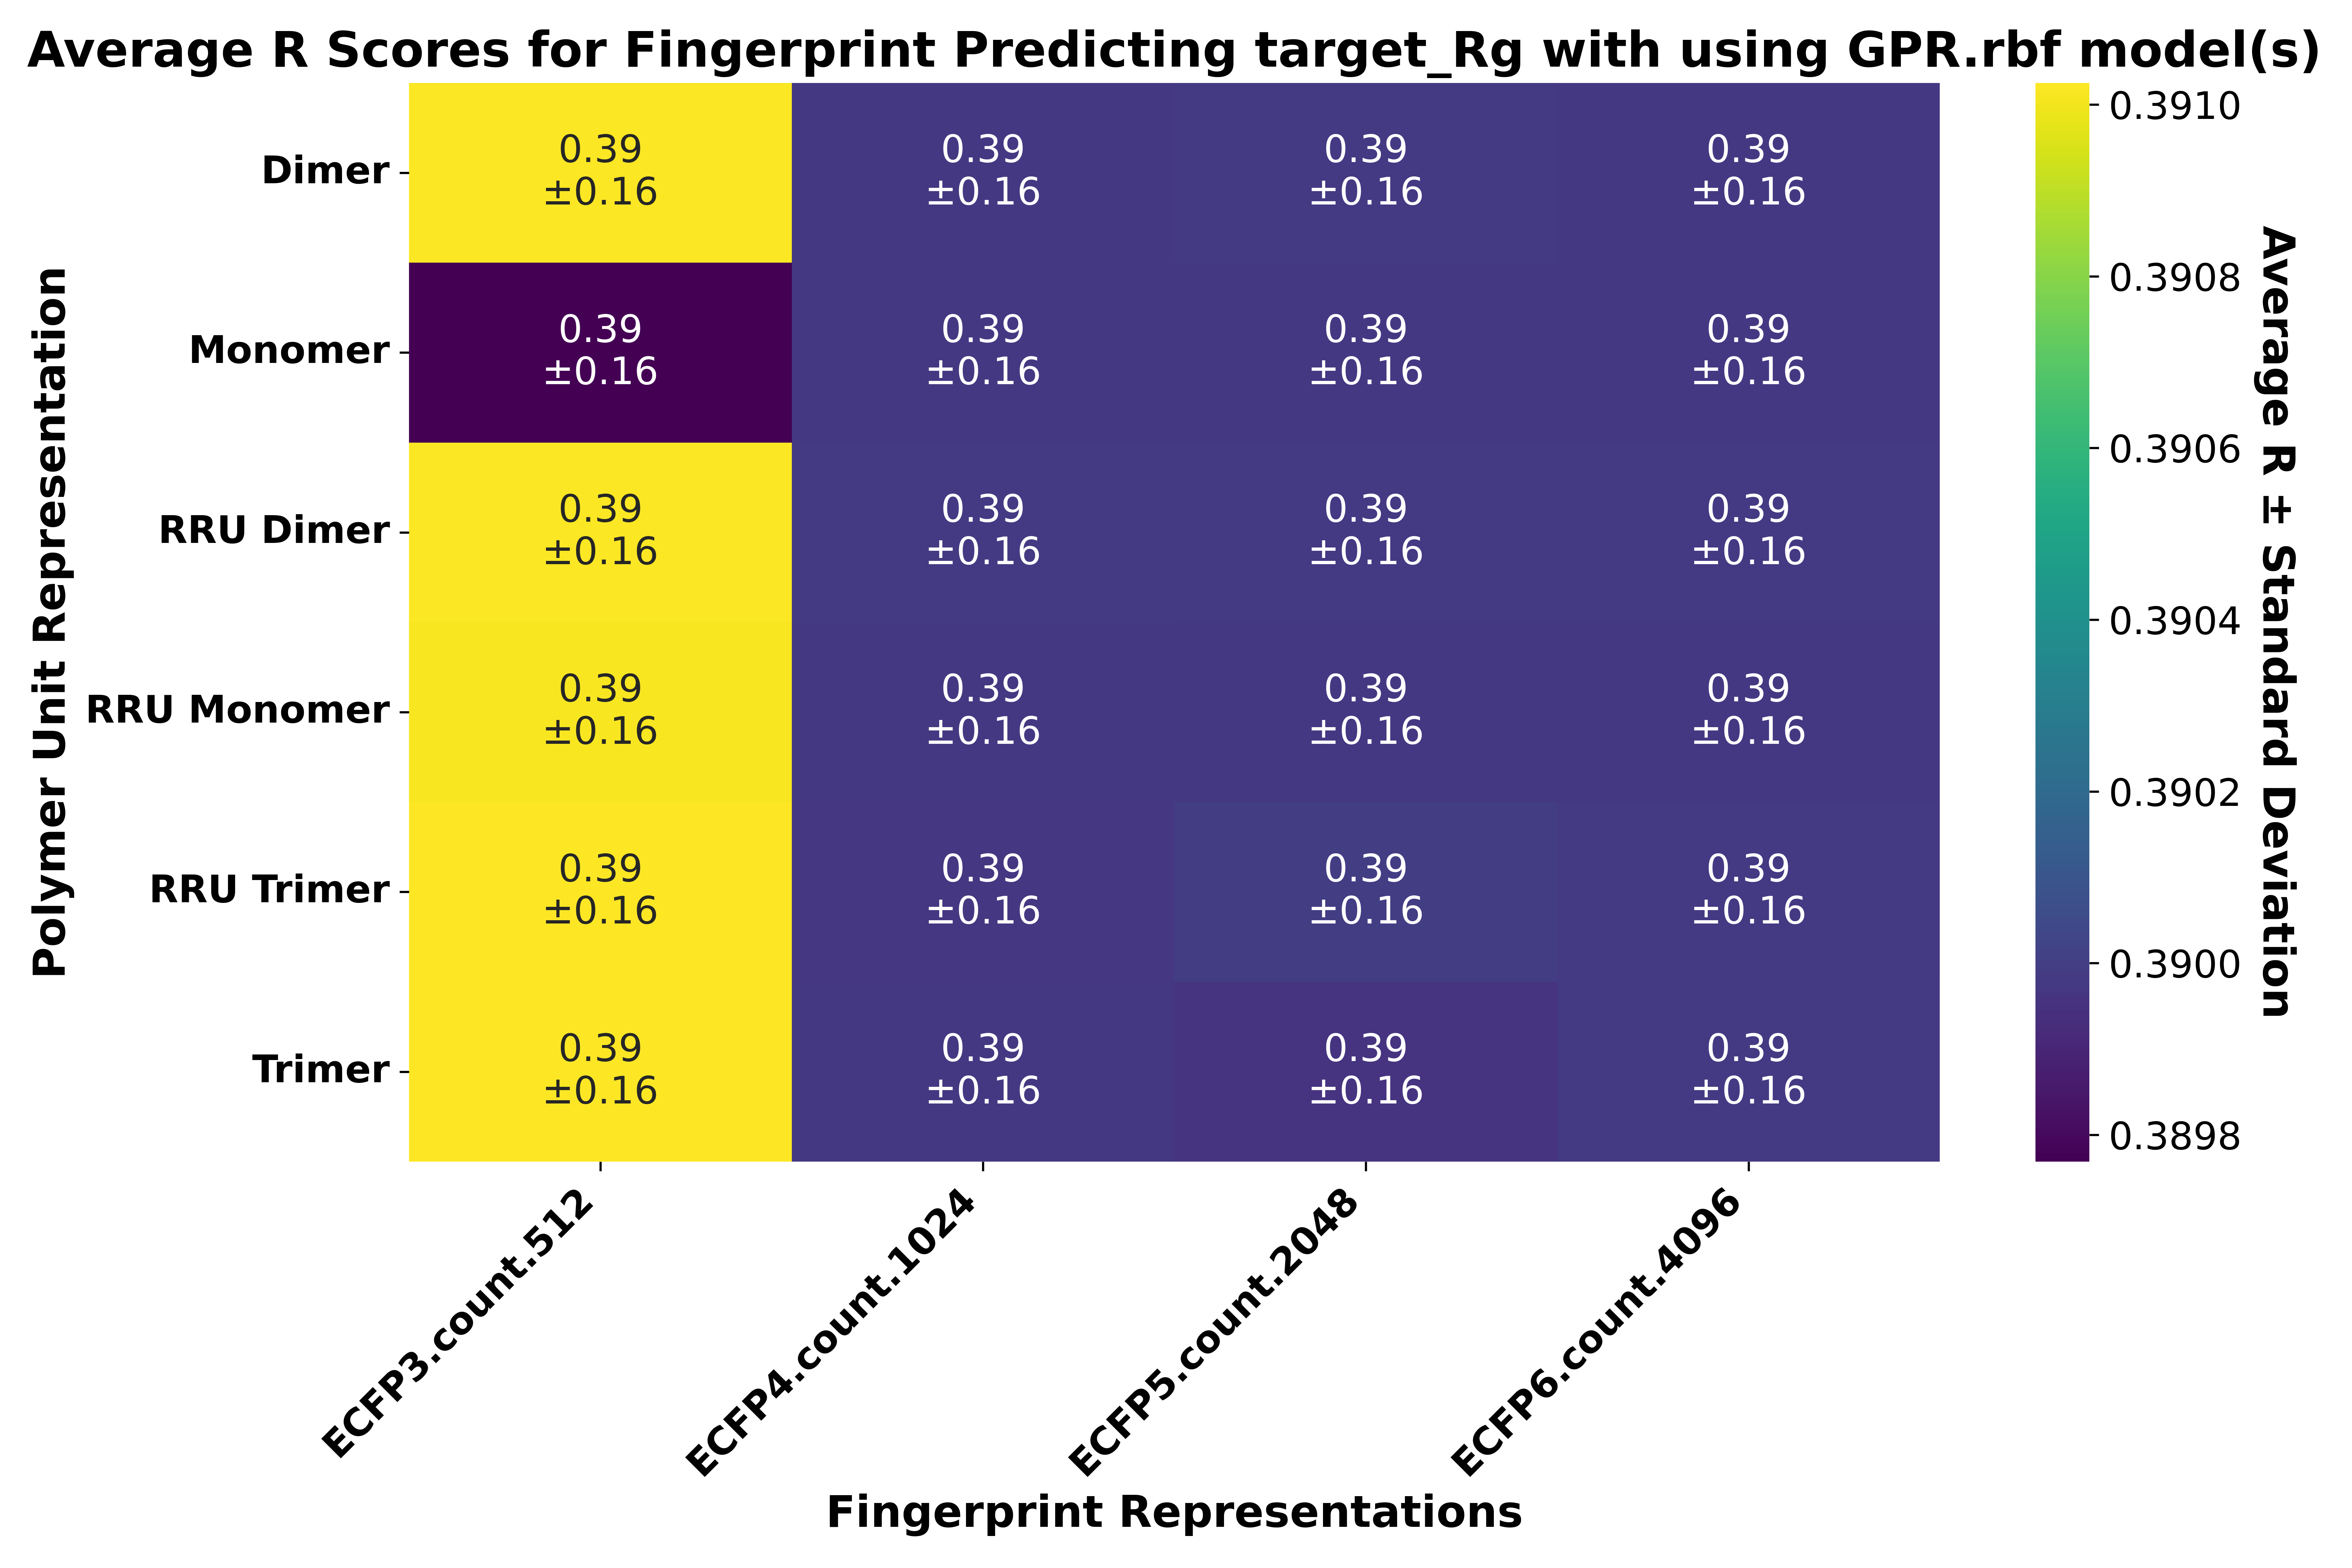 Average R Scores for Fingerprint Predicting target_Rg with using GPR.rbf model(s)
Polymer Unit Representation
Dimer
0.39 0.39 0.39 0.39
±0.16 ±0.16 ±0.16 ±0.16
Monomer
0.39 0.39 0.39 0.39
±0.16 ±0.16 ±0.16 ±0.16
RRU Dimer
0.39 0.39 0.39 0.39
±0.16 ±0.16 ±0.16 ±0.16
RRU Monomer
0.39 0.39 0.39 0.39
±0.16 ±0.16 ±0.16 ±0.16
RRU Trimer
0.39 0.39 0.39 0.39
±0.16 ±0.16 ±0.16 ±0.16
Trimer
0.39 0.39 0.39 0.39
±0.16 ±0.16 ±0.16 ±0.16
ECFP3.count.512
ECFP4.count.1024
ECFP5.count.2048
ECFP6.count.4096
Fingerprint Representations
0.3910
0.3908
0.3906
0.3904
0.3902
0.3900
0.3898
Average R ± Standard Deviation